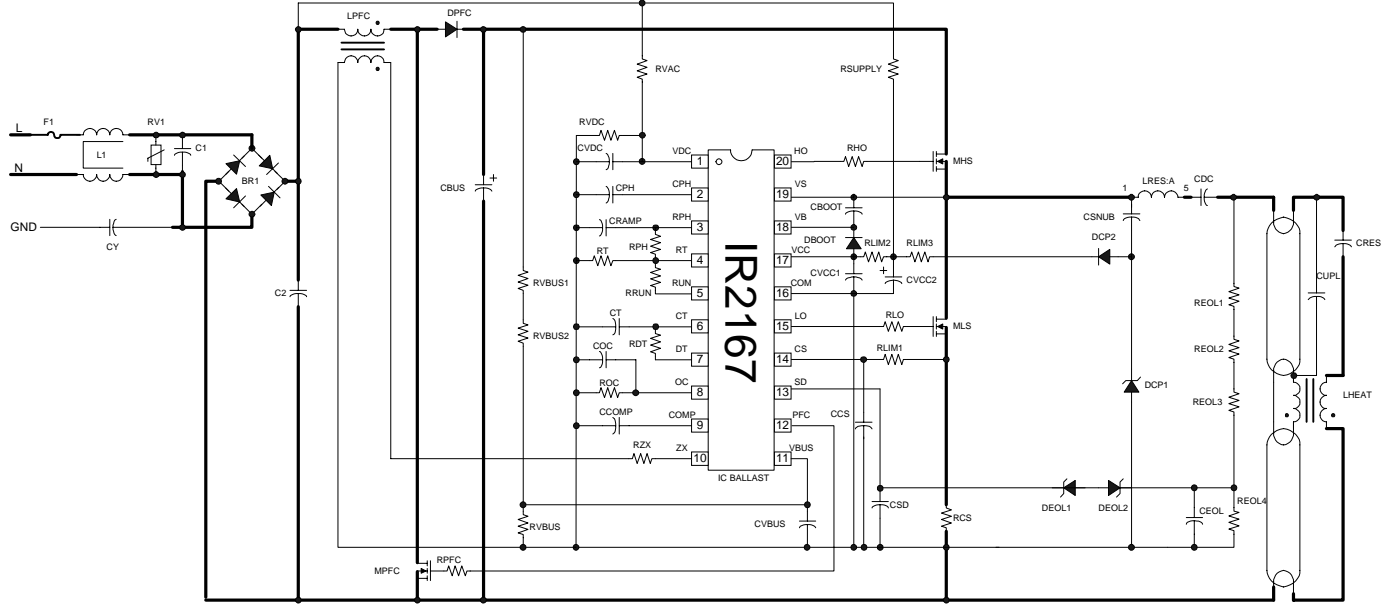 LPFC
DPFC
RVAC
RSUPPLY
F1
RV1
L
L1
C1
N
BR1
GND
CY
C2
CBUS
+
RVDC
CVDC
VDC
1
20
HO
RHO
MHS
CPH
CPH
2
19
VS
CBOOT
1
LRES:A
5
CDC
CSNUB
CRAMP
RPH
3
18
VB
RPH
DBOOT
RLIM2
RLIM3
DCP2
CRES
RT
RT
4
17
VCC
CVCC1
+
CVCC2
CUPL
RVBUS1
RRUN
RUN
5
16
COM
REOL1
CT
CT
6
15
LO
RLO
MLS
RVBUS2
RDT
DT
7
14
CS
RLIM1
REOL2
COC
IR2167
DCP1
ROC
OC
8
13
SD
REOL3
LHEAT
CCOMP
COMP
9
12
PFC
CCS
RZX
ZX
10
11
VBUS
IC BALLAST
CSD
DEOL1
DEOL2
CEOL
REOL4
RVBUS
CVBUS
RCS
MPFC
RPFC